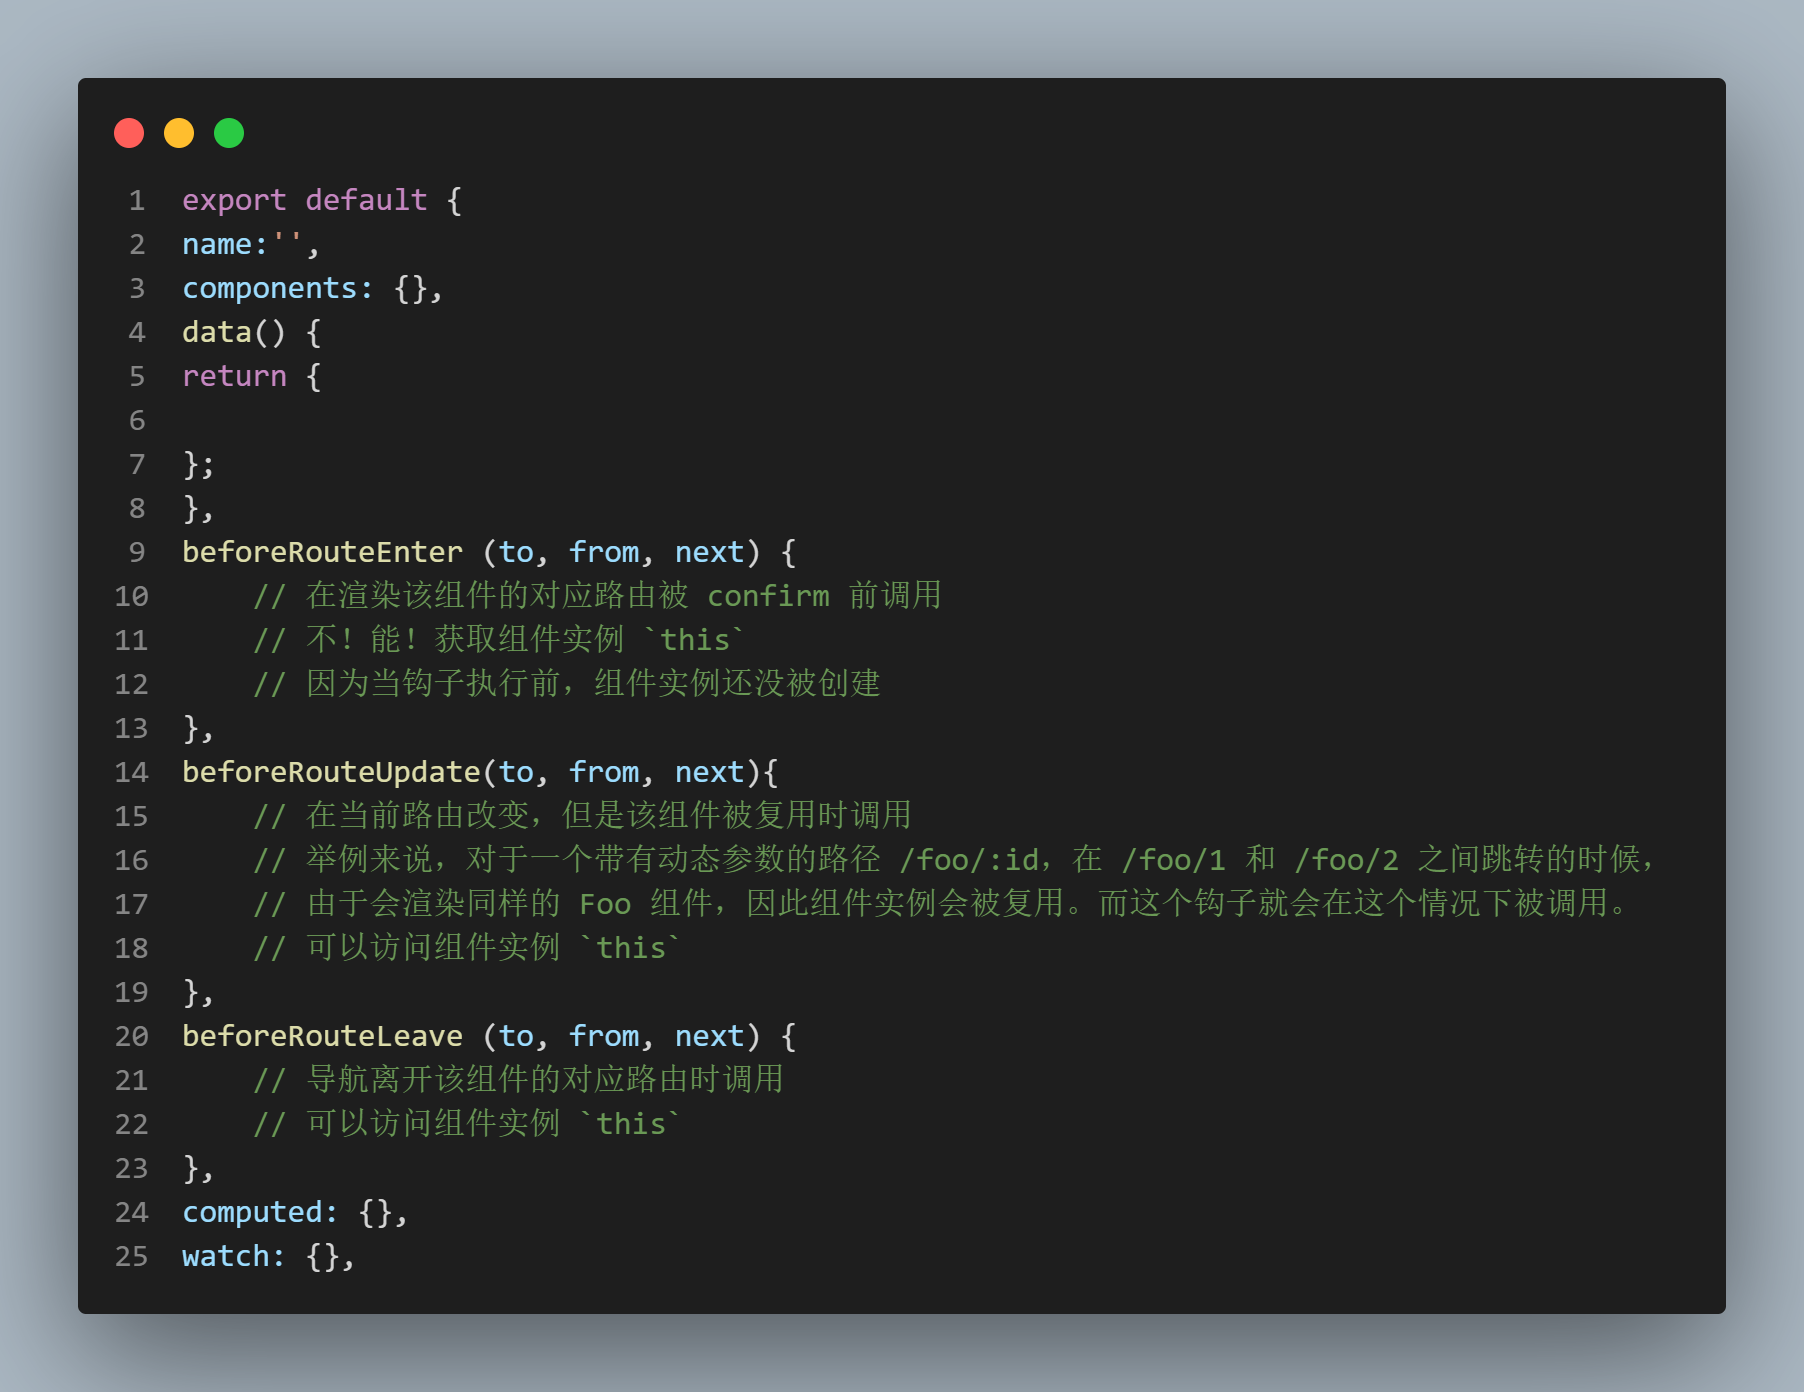 1 export default {
2 name:'',
3 components: {},
4 data() {
5 return {
6
7 };
8 },
9 beforeRouteEnter (to, from, next) {
10     // 在渲染该组件的对应路由被 confirm 前调用
11     // 不！能！获取组件实例 `this`
12     // 因为当钩子执行前，组件实例还没被创建
13 },
14 beforeRouteUpdate(to, from, next){
15     // 在当前路由改变，但是该组件被复用时调用
16     // 举例来说，对于一个带有动态参数的路径 /foo/:id，在 /foo/1 和 /foo/2 之间跳转的时候，
17     // 由于会渲染同样的 Foo 组件，因此组件实例会被复用。而这个钩子就会在这个情况下被调用。
18     // 可以访问组件实例 `this`
19 },
20 beforeRouteLeave (to, from, next) {
21     // 导航离开该组件的对应路由时调用
22     // 可以访问组件实例 `this`
23 },
24 computed: {},
25 watch: {},